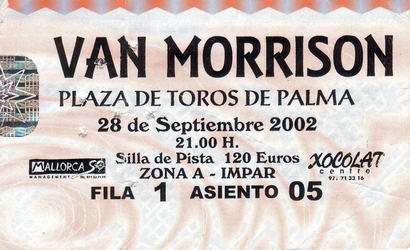 VAN MORRISON
PLAZA DE TOROS DE PALMA
28 de Septiembre 2002
21.00 H.
Silla de Pista 120 Euros
ZONA A - IMPAR
MALLORCA
MANAGEMENT
XOCOLAT
centre
FILA 1 ASIENTO 05